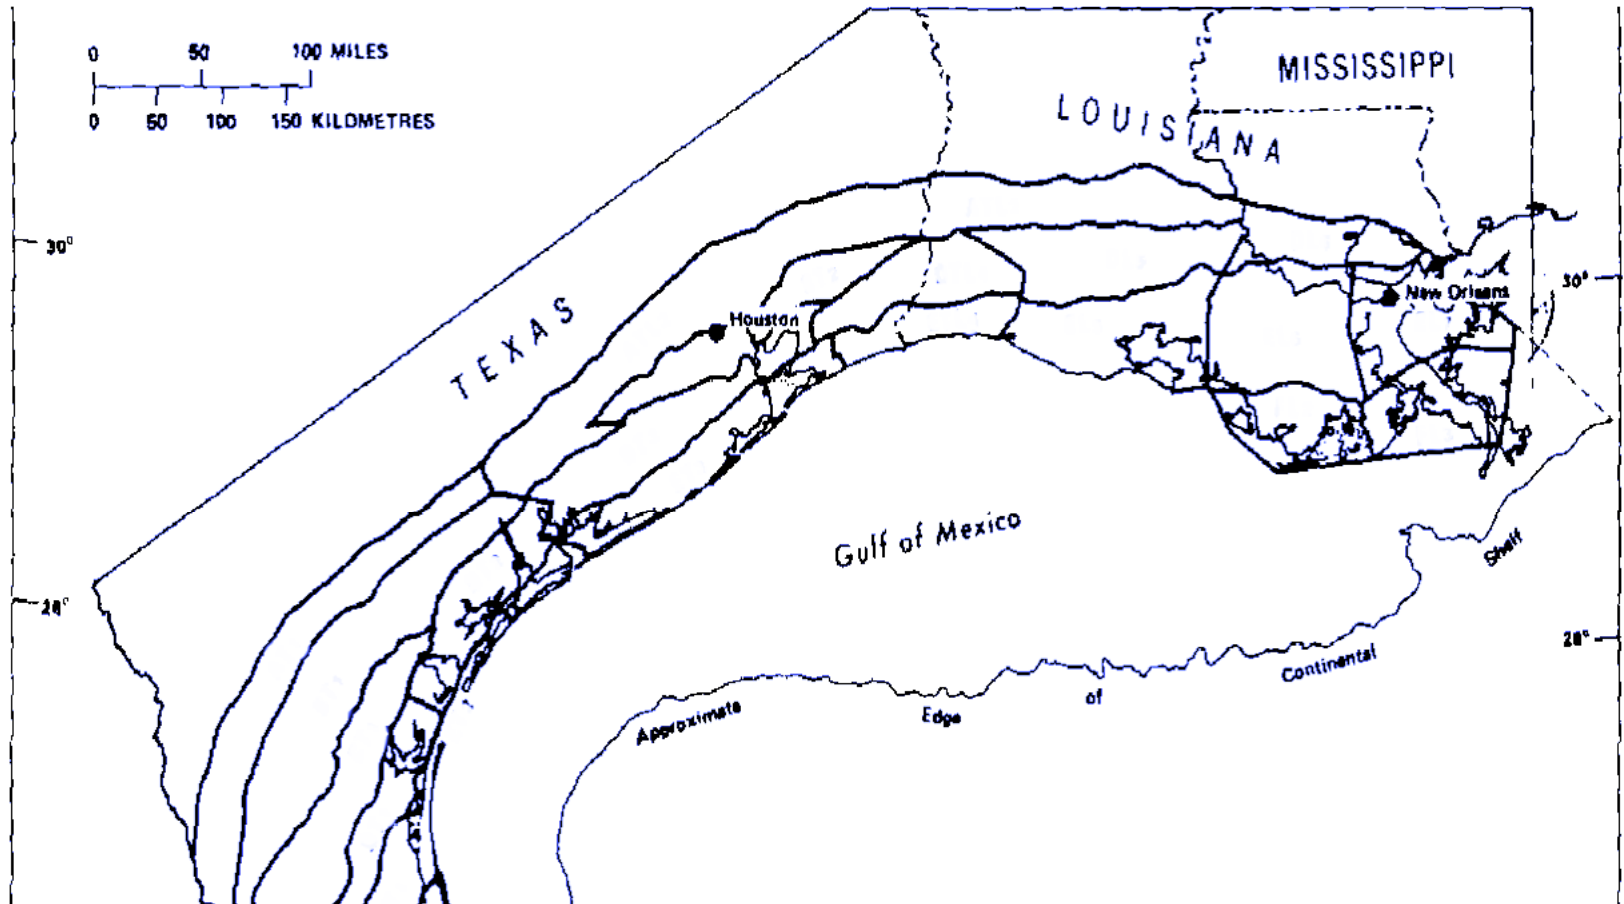 0 50 100 MILES
0 50 100 150 KILOMETRES
MISSISSIPPI
LOUISIANA
TEXAS
30°
30°
New Orleans
Houston
Gulf of Mexico
28°
28°
Approximate Edge of Continental Shelf